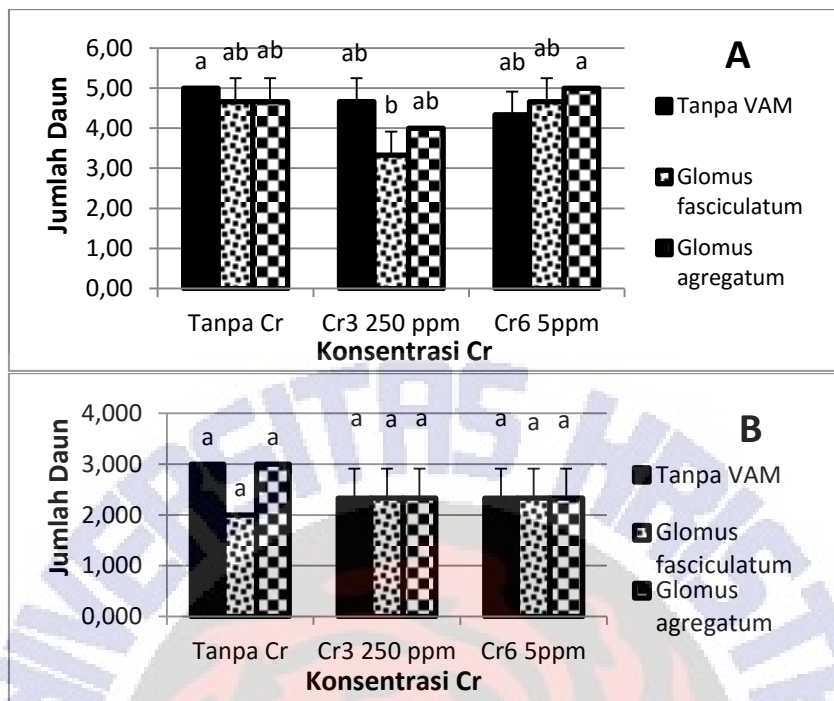 A
6,00
5,00
4,00
3,00
2,00
1,00
0,00
Jumlah Daun
a ab ab ab b ab ab ab a
Tanpa Cr Cr3 250 ppm Cr6 5ppm
Konsentrasi Cr
Tanpa VAM
Glomus
fasciculatum
Glomus
agregatum
B
4,000
3,000
2,000
1,000
0,000
Jumlah Daun
a a a a a a a a a
Tanpa Cr Cr3 250 ppm Cr6 5ppm
Konsentrasi Cr
Tanpa VAM
Glomus
fasciculatum
Glomus
agregatum
UNIVERSITAS KRISTEN